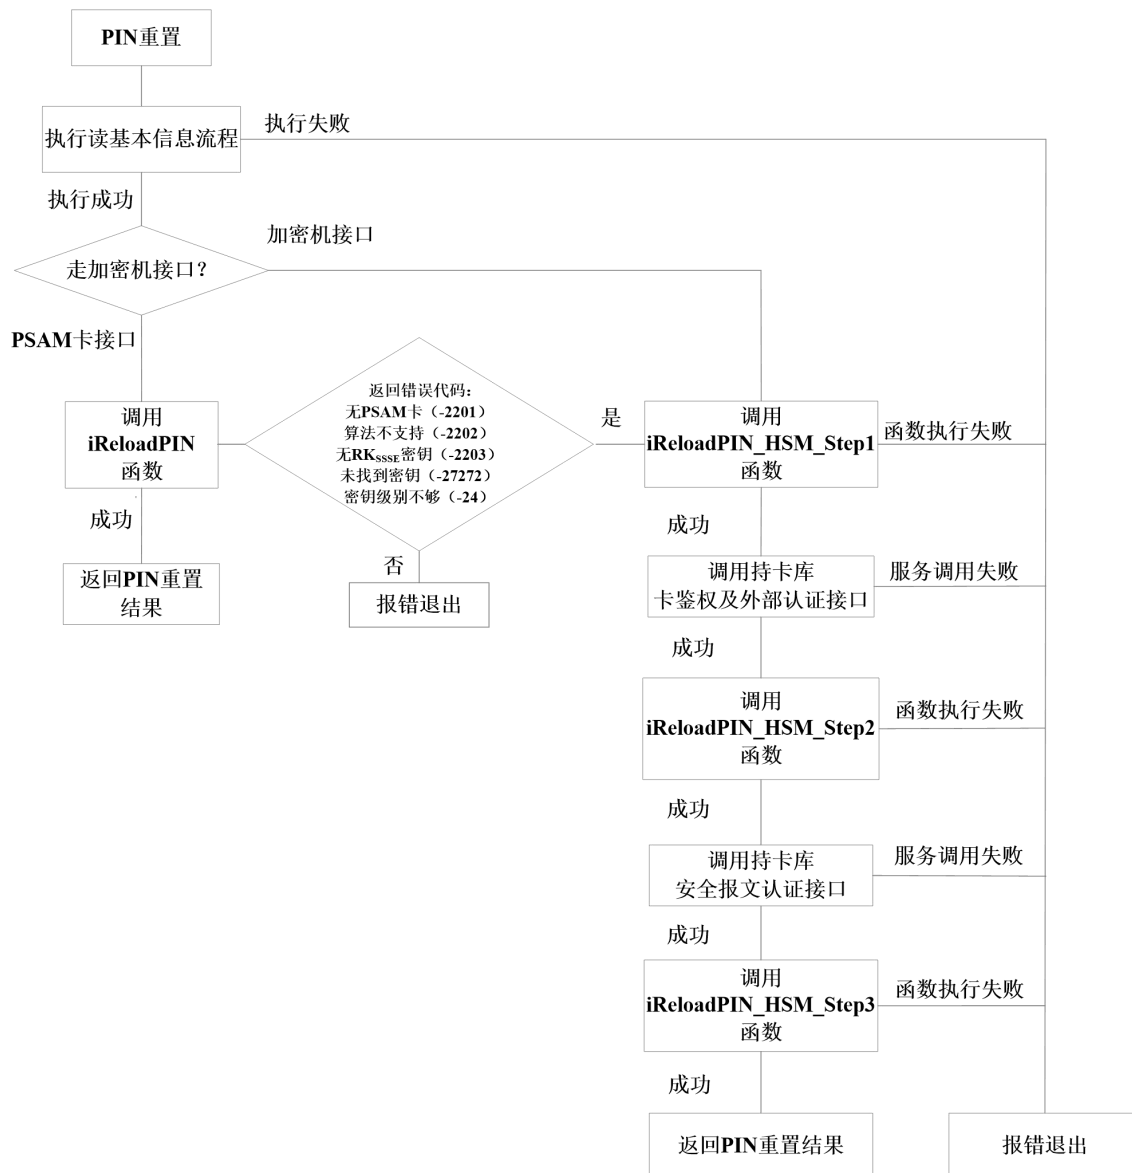 PIN重置
执行读基本信息流程
执行失败
执行成功
加密机接口
走加密机接口？
PSAM卡接口
返回错误代码：
无PSAM卡（-2201）
算法不支持（-2202）
无RKSSSE密钥（-2203）
未找到密钥（-27272）
密钥级别不够（-24）
是
否
报错退出
调用
iReloadPIN
函数
成功
返回PIN重置
结果
调用
iReloadPIN_HSM_Step1
函数
函数执行失败
成功
调用持卡库
卡鉴权及外部认证接口
服务调用失败
成功
调用
iReloadPIN_HSM_Step2
函数
函数执行失败
成功
调用持卡库
安全报文认证接口
服务调用失败
成功
调用
iReloadPIN_HSM_Step3
函数
函数执行失败
成功
返回PIN重置结果
报错退出